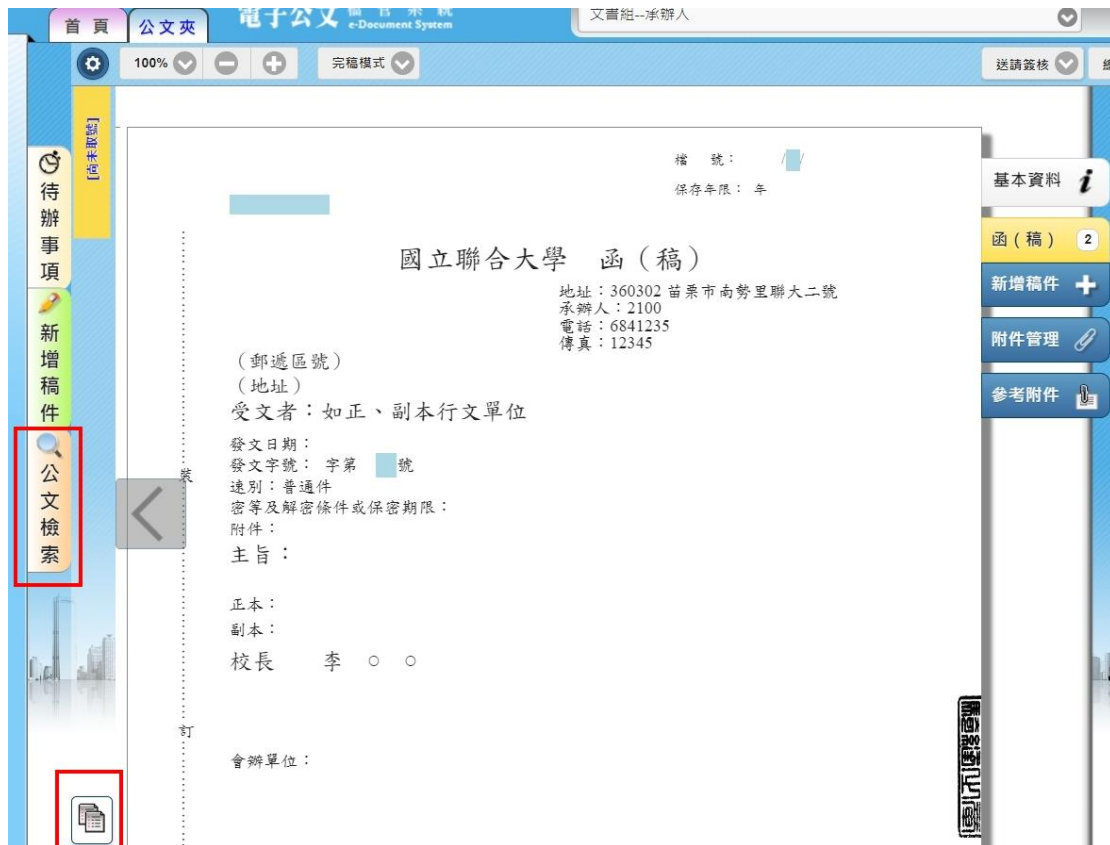 首 頁
公文夾
電子公文 檔 管 系 統
e-Document System
文書組--承辦人
100%
完稿模式
送請簽核
[尚未取號]
待辦事項
新增稿件
公文檢索
檔 號： / /
保存年限： 年
國立聯合大學 函（稿）
地址：360302 苗栗市南勢里聯大二號
承辦人：2100
電話：6841235
傳真：12345
（郵遞區號）
（地址）
受文者：如正、副本行文單位
發文日期：
發文字號： 字第 號
速別：普通件
密等及解密條件或保密期限：
附件：
主旨：
正本：
副本：
校長 李 ○ ○
會辦單位：
裝
訂
基本資料
函（稿） 2
新增稿件
附件管理
參考附件